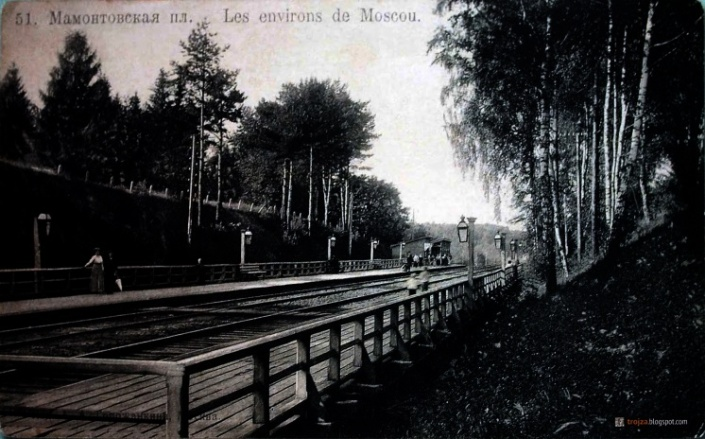 51. Мамонтовская пл. Les environs de Moscou.
trojza.blogspot.com